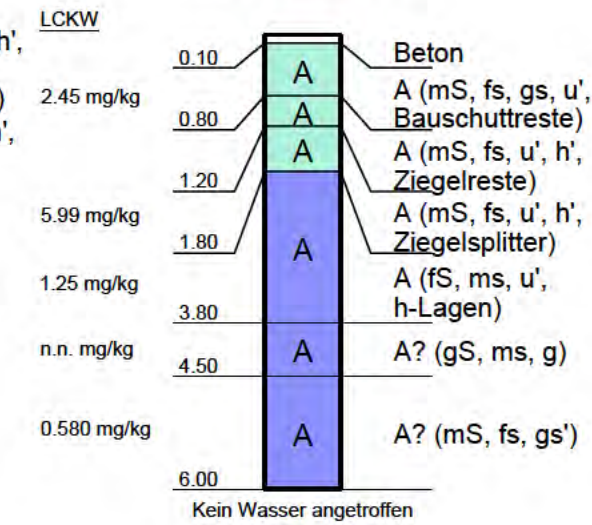 LCKW
h',
)
',
2.45 mg/kg
5.99 mg/kg
1.25 mg/kg
n.n. mg/kg
0.580 mg/kg
0.10
0.80
1.20
1.80
3.80
4.50
6.00
A
A
A
A
A
A
Beton
A (mS, fs, gs, u',
Bauschuttreste)
A (mS, fs, u', h',
Ziegelreste)
A (mS, fs, u', h',
Ziegelsplitter)
A (fS, ms, u',
h-Lagen)
A? (gS, ms, g)
A? (mS, fs, gs')
Kein Wasser angetroffen